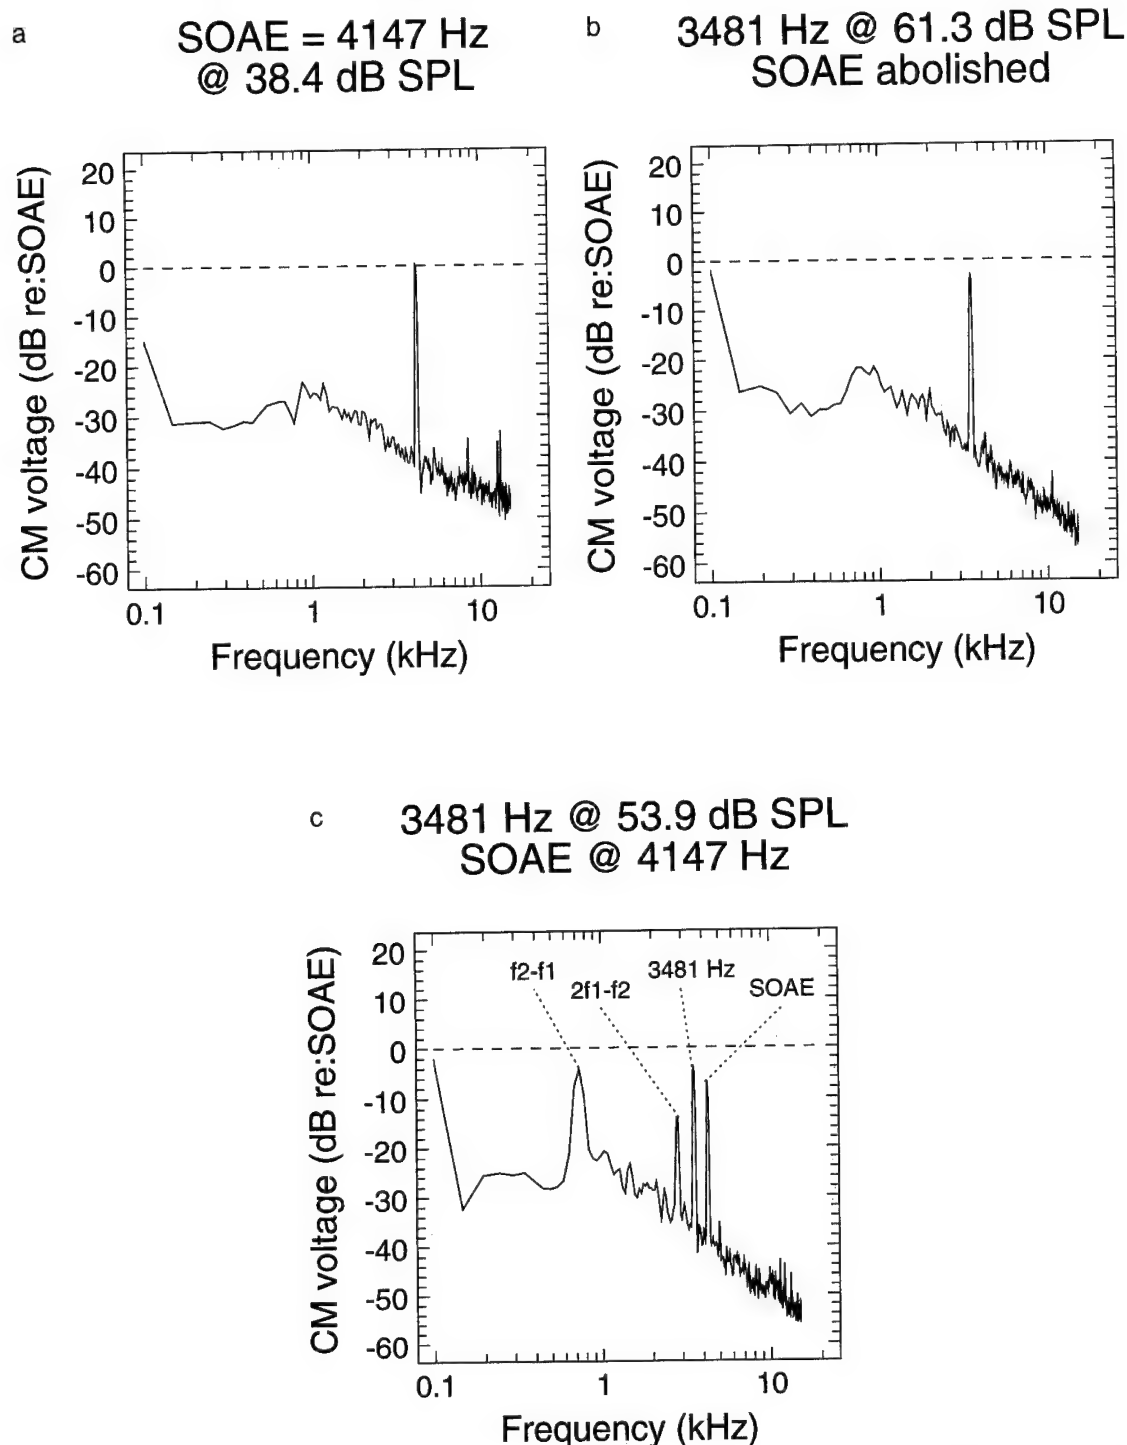 a
SOAE = 4147 Hz
@ 38.4 dB SPL
20
10
0
-10
-20
-30
-40
-50
-60
CM voltage (dB re:SOAE)
0.1
1
10
Frequency (kHz)
b
3481 Hz @ 61.3 dB SPL
SOAE abolished
20
10
0
-10
-20
-30
-40
-50
-60
CM voltage (dB re:SOAE)
0.1
1
10
Frequency (kHz)
c
3481 Hz @ 53.9 dB SPL
SOAE @ 4147 Hz
20
10
0
-10
-20
-30
-40
-50
-60
CM voltage (dB re:SOAE)
f2-f1
2f1-f2
3481 Hz
SOAE
0.1
1
10
Frequency (kHz)